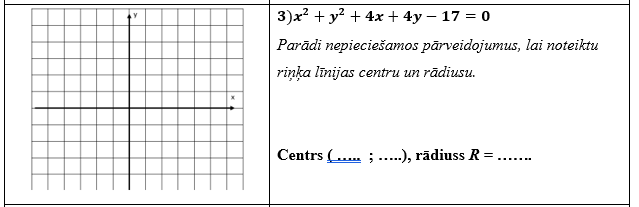 y
x
3)x² + y² + 4x + 4y − 17 = 0
Parādi nepieciešamos pārveidojumus, lai noteiktu
riņķa līnijas centru un rādiusu.
Centrs (….. ; …..), rādiuss R = …….